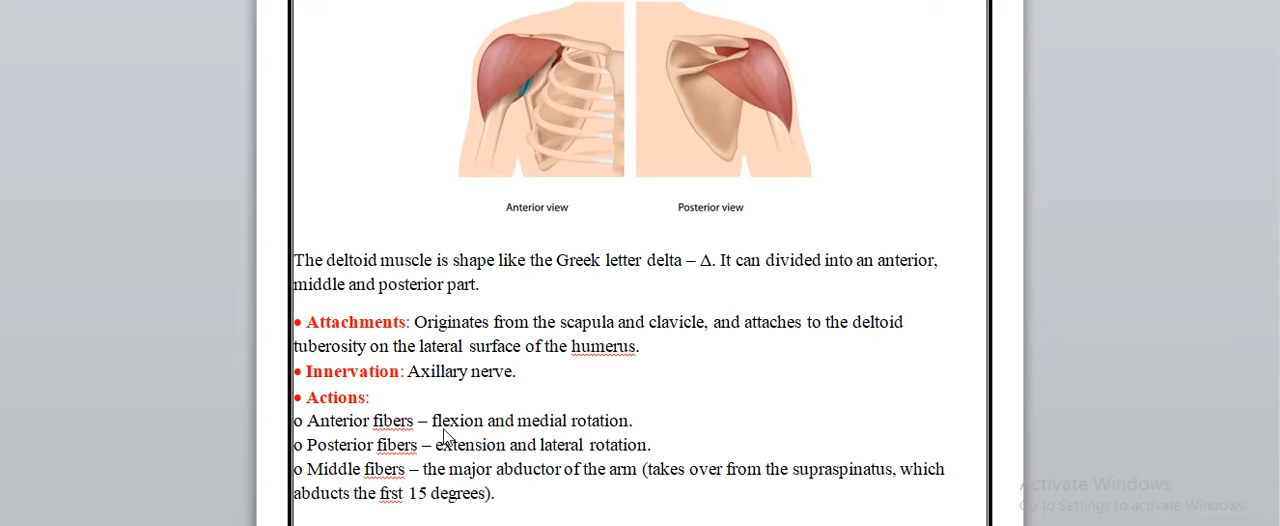 Anterior view
Posterior view
The deltoid muscle is shape like the Greek letter delta – Δ. It can divided into an anterior,
middle and posterior part.
• Attachments: Originates from the scapula and clavicle, and attaches to the deltoid
tuberosity on the lateral surface of the humerus.
• Innervation: Axillary nerve.
• Actions:
o Anterior fibers – flexion and medial rotation.
o Posterior fibers – extension and lateral rotation.
o Middle fibers – the major abductor of the arm (takes over from the supraspinatus, which
abducts the frst 15 degrees).
Activate Windows
Go to Settings to activate Windows.